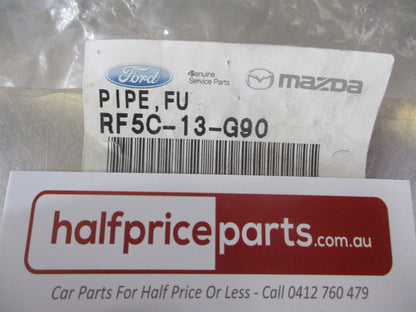 Ford
Genuine
Service Parts
mazda
PIPE,FU
RF5C-13-G90
halfpriceparts.com.au
Car Parts For Half Price Or Less - Call 0412 760 479